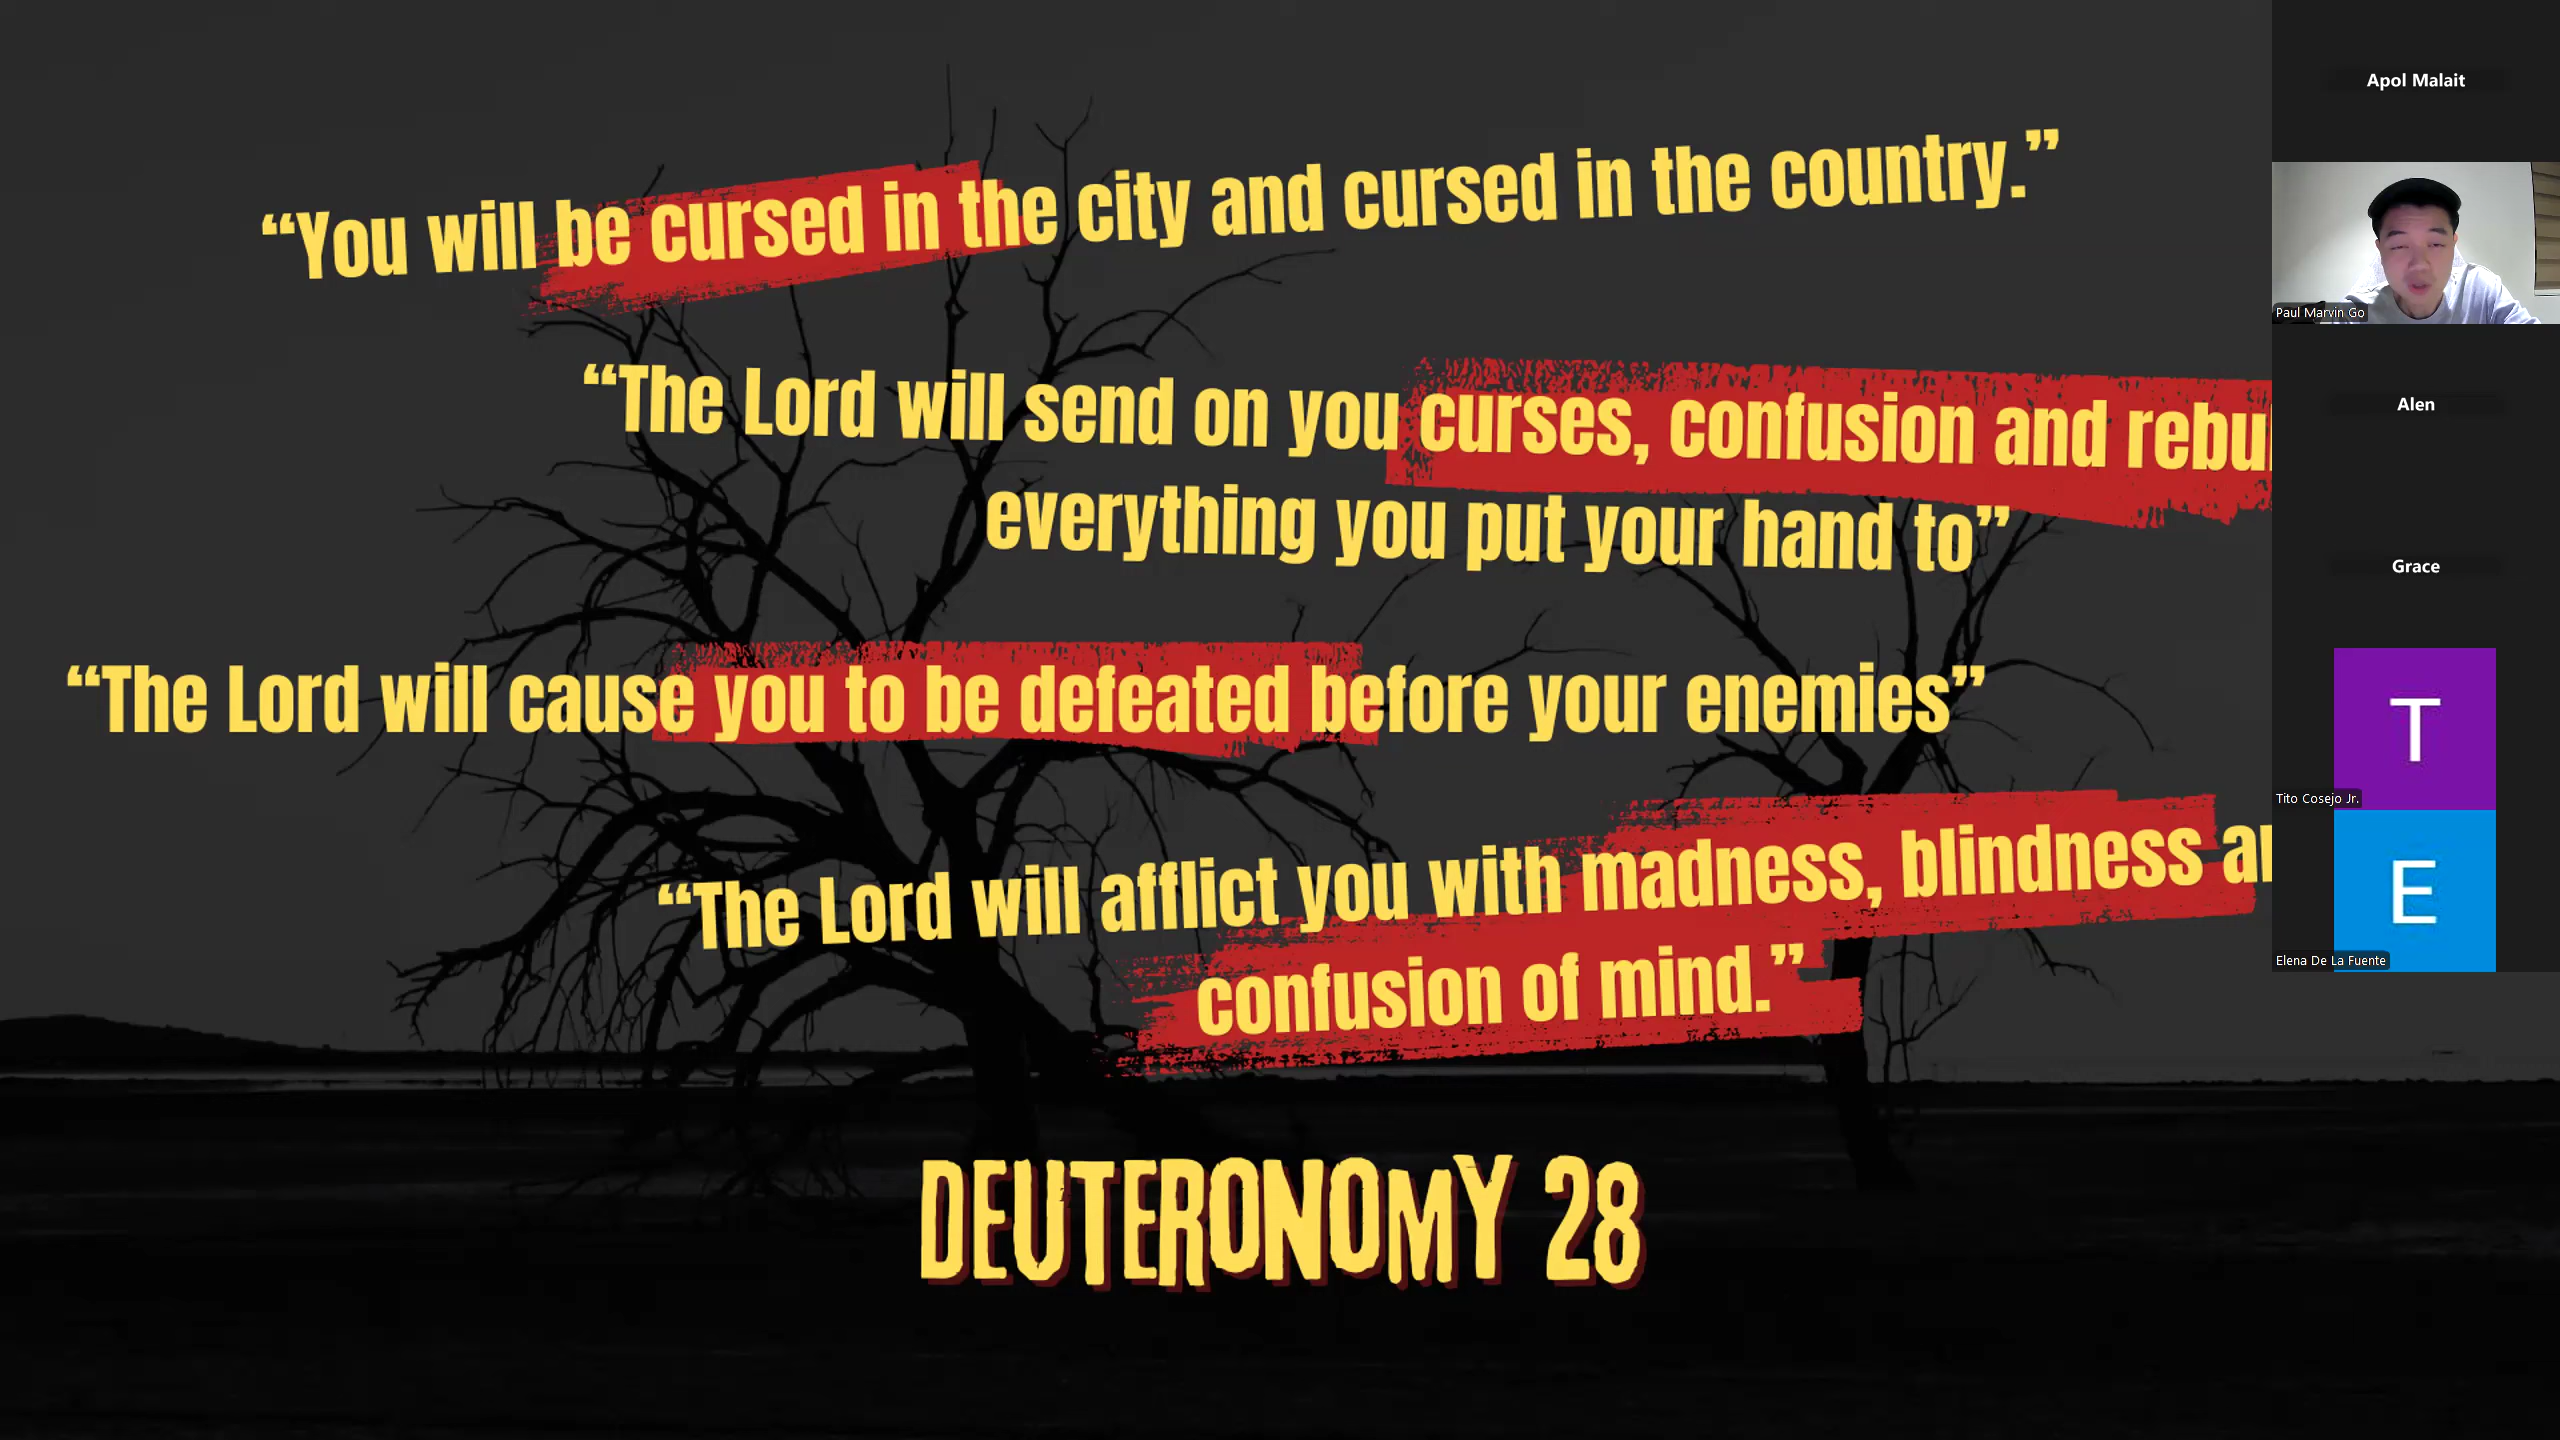 “You will be cursed in the city and cursed in the country.”
“The Lord will send on you curses, confusion and
everything you put your hand to”
“The Lord will cause you to be defeated before your enemies”
“The Lord will afflict you with madness, blindness
confusion of mind.”
DEUTERONOMY 28
Apol Malait
Paul Marvin Go
Alen
Grace
T
Tito Cosejo Jr.
E
Elena De La Fuente